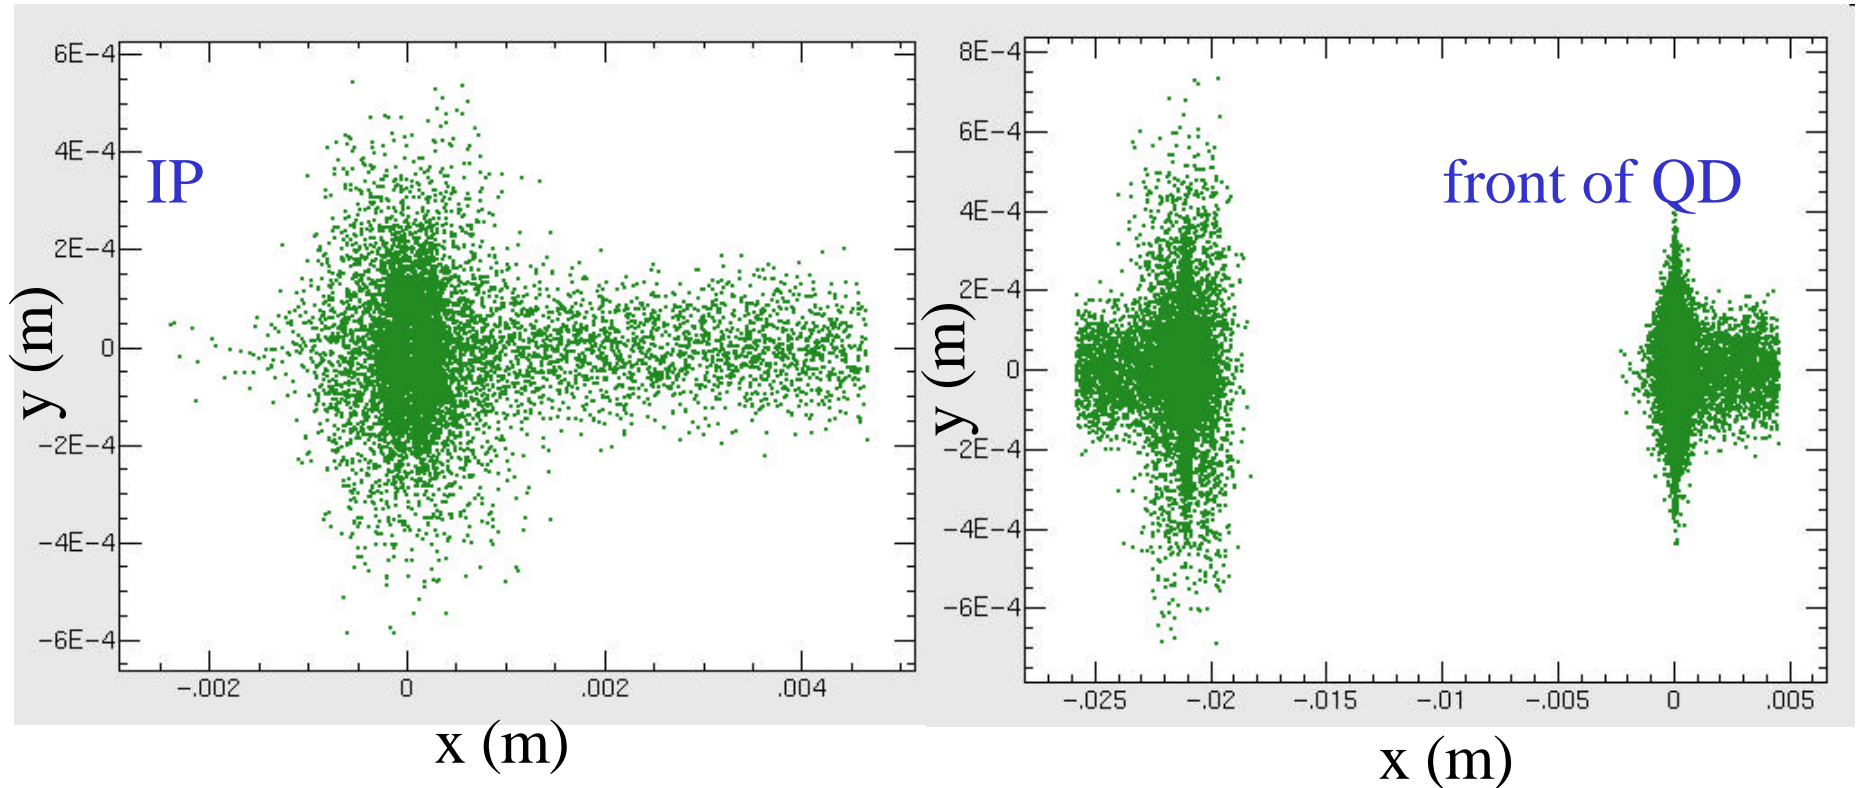 6E-4
4E-4
2E-4
0
-2E-4
-4E-4
-6E-4
y (m)
IP
-.002 0 .002 .004
x (m)
8E-4
6E-4
4E-4
2E-4
0
-2E-4
-4E-4
-6E-4
y (m)
front of QD
-.025 -.02 -.015 -.01 -.005 0 .005
x (m)